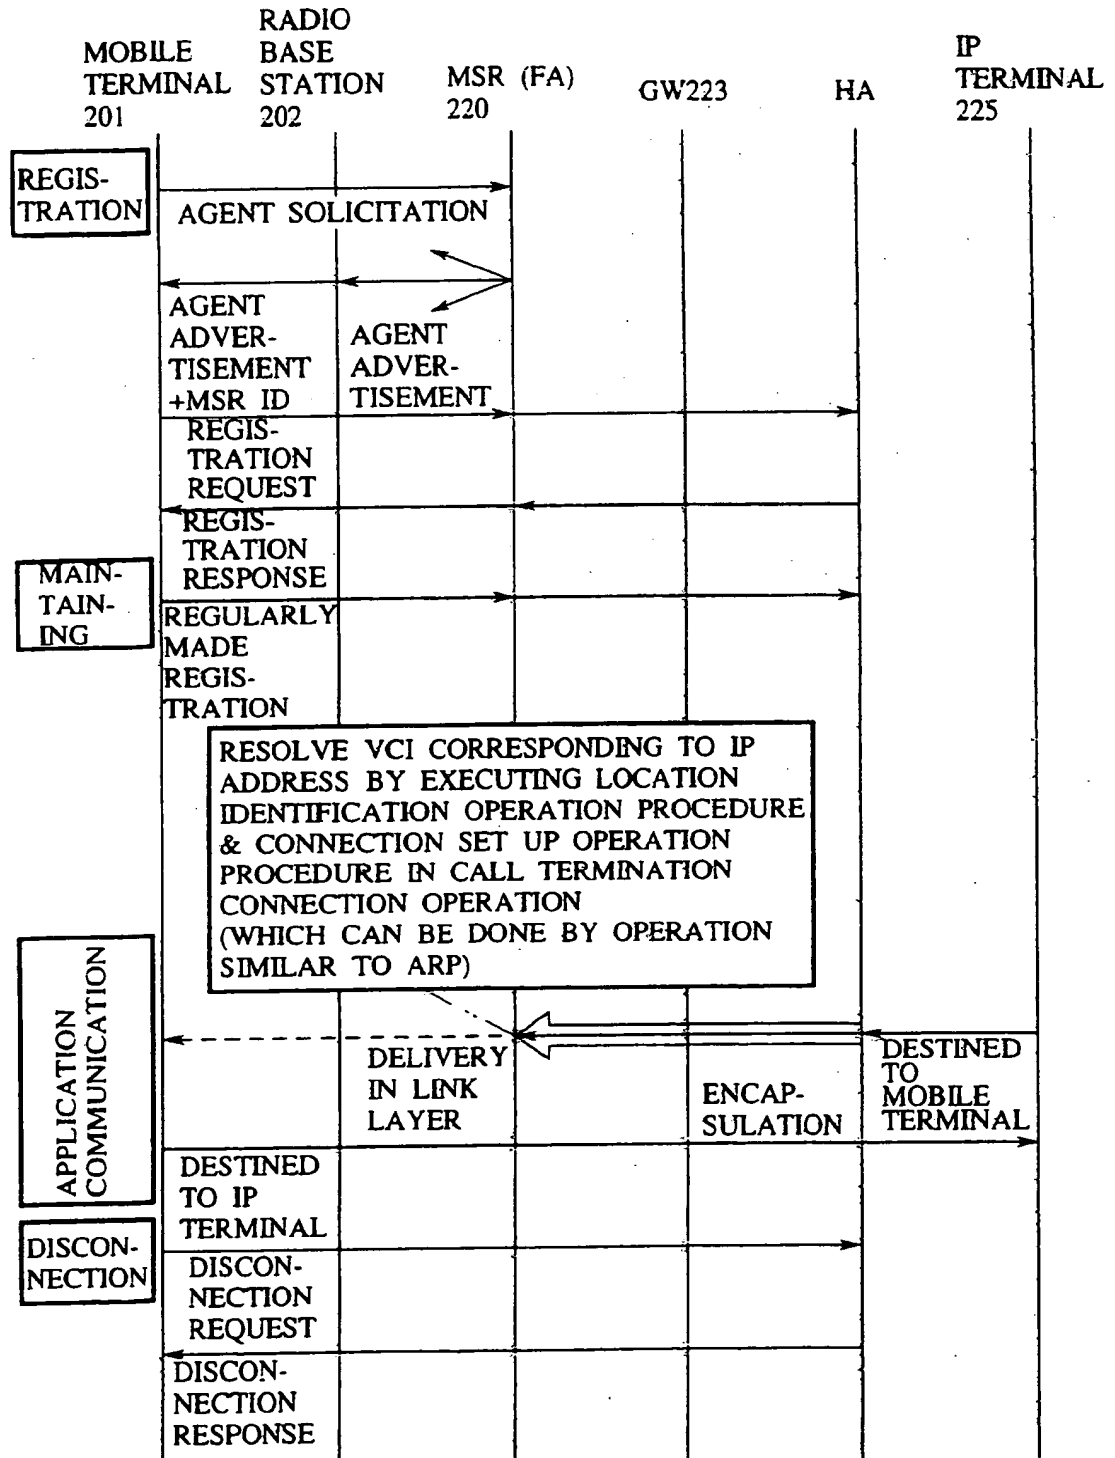 MOBILE
TERMINAL
201
RADIO
BASE
STATION
202
MSR (FA)
220
GW223
HA
IP
TERMINAL
225
REGIS-
TRATION
AGENT SOLICITATION
AGENT
ADVER-
TISEMENT
+MSR ID
AGENT
ADVER-
TISEMENT
REGIS-
TRATION
REQUEST
REGIS-
TRATION
RESPONSE
MAIN-
TAIN-
ING
REGULARLY
MADE
REGIS-
TRATION
RESOLVE VCI CORRESPONDING TO IP
ADDRESS BY EXECUTING LOCATION
IDENTIFICATION OPERATION PROCEDURE
& CONNECTION SET UP OPERATION
PROCEDURE IN CALL TERMINATION
CONNECTION OPERATION
(WHICH CAN BE DONE BY OPERATION
SIMILAR TO ARP)
APPLICATION
COMMUNICATION
DELIVERY
IN LINK
LAYER
ENCAP-
SULATION
DESTINED
TO
MOBILE
TERMINAL
DESTINED
TO IP
TERMINAL
DISCON-
NECTION
DISCON-
NECTION
REQUEST
DISCON-
NECTION
RESPONSE